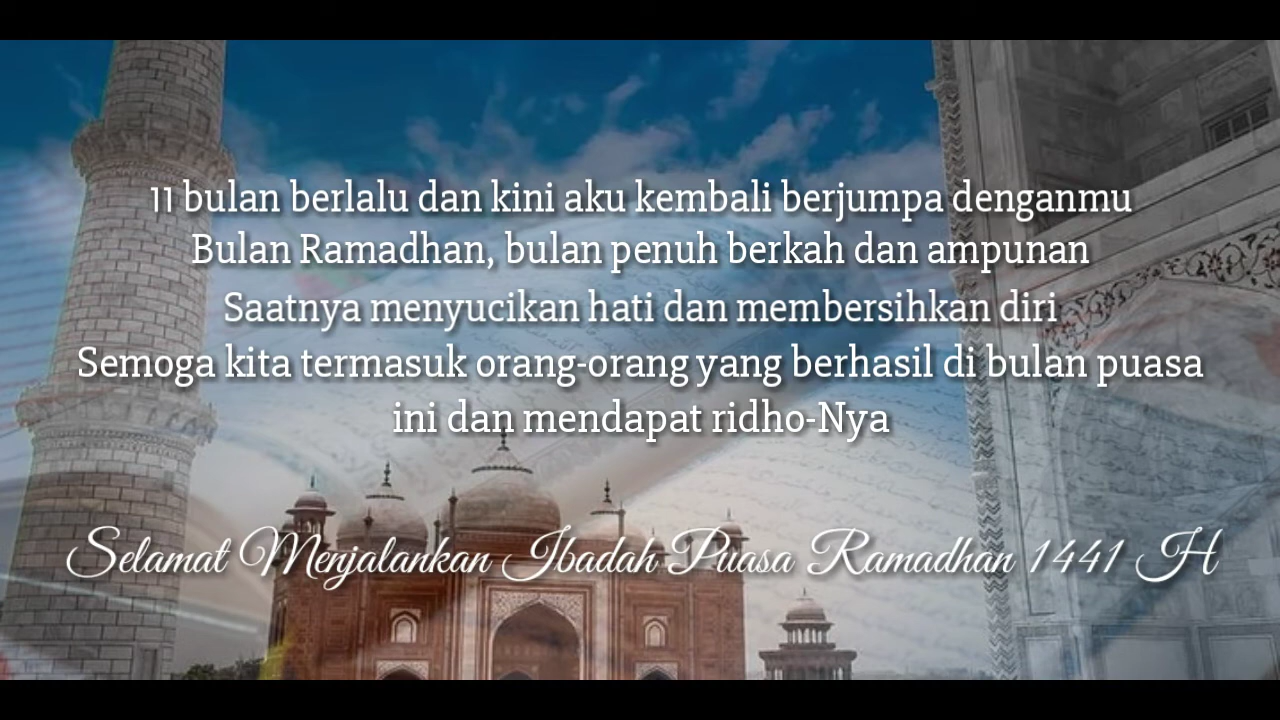 11 bulan berlalu dan kini aku kembali berjumpa denganmu
Bulan Ramadhan, bulan penuh berkah dan ampunan
Saatnya menyucikan hati dan membersihkan diri
Semoga kita termasuk orang-orang yang berhasil di bulan puasa
ini dan mendapat ridho-Nya
Selamat Menjalankan Ibadah Puasa Ramadhan 1441 H